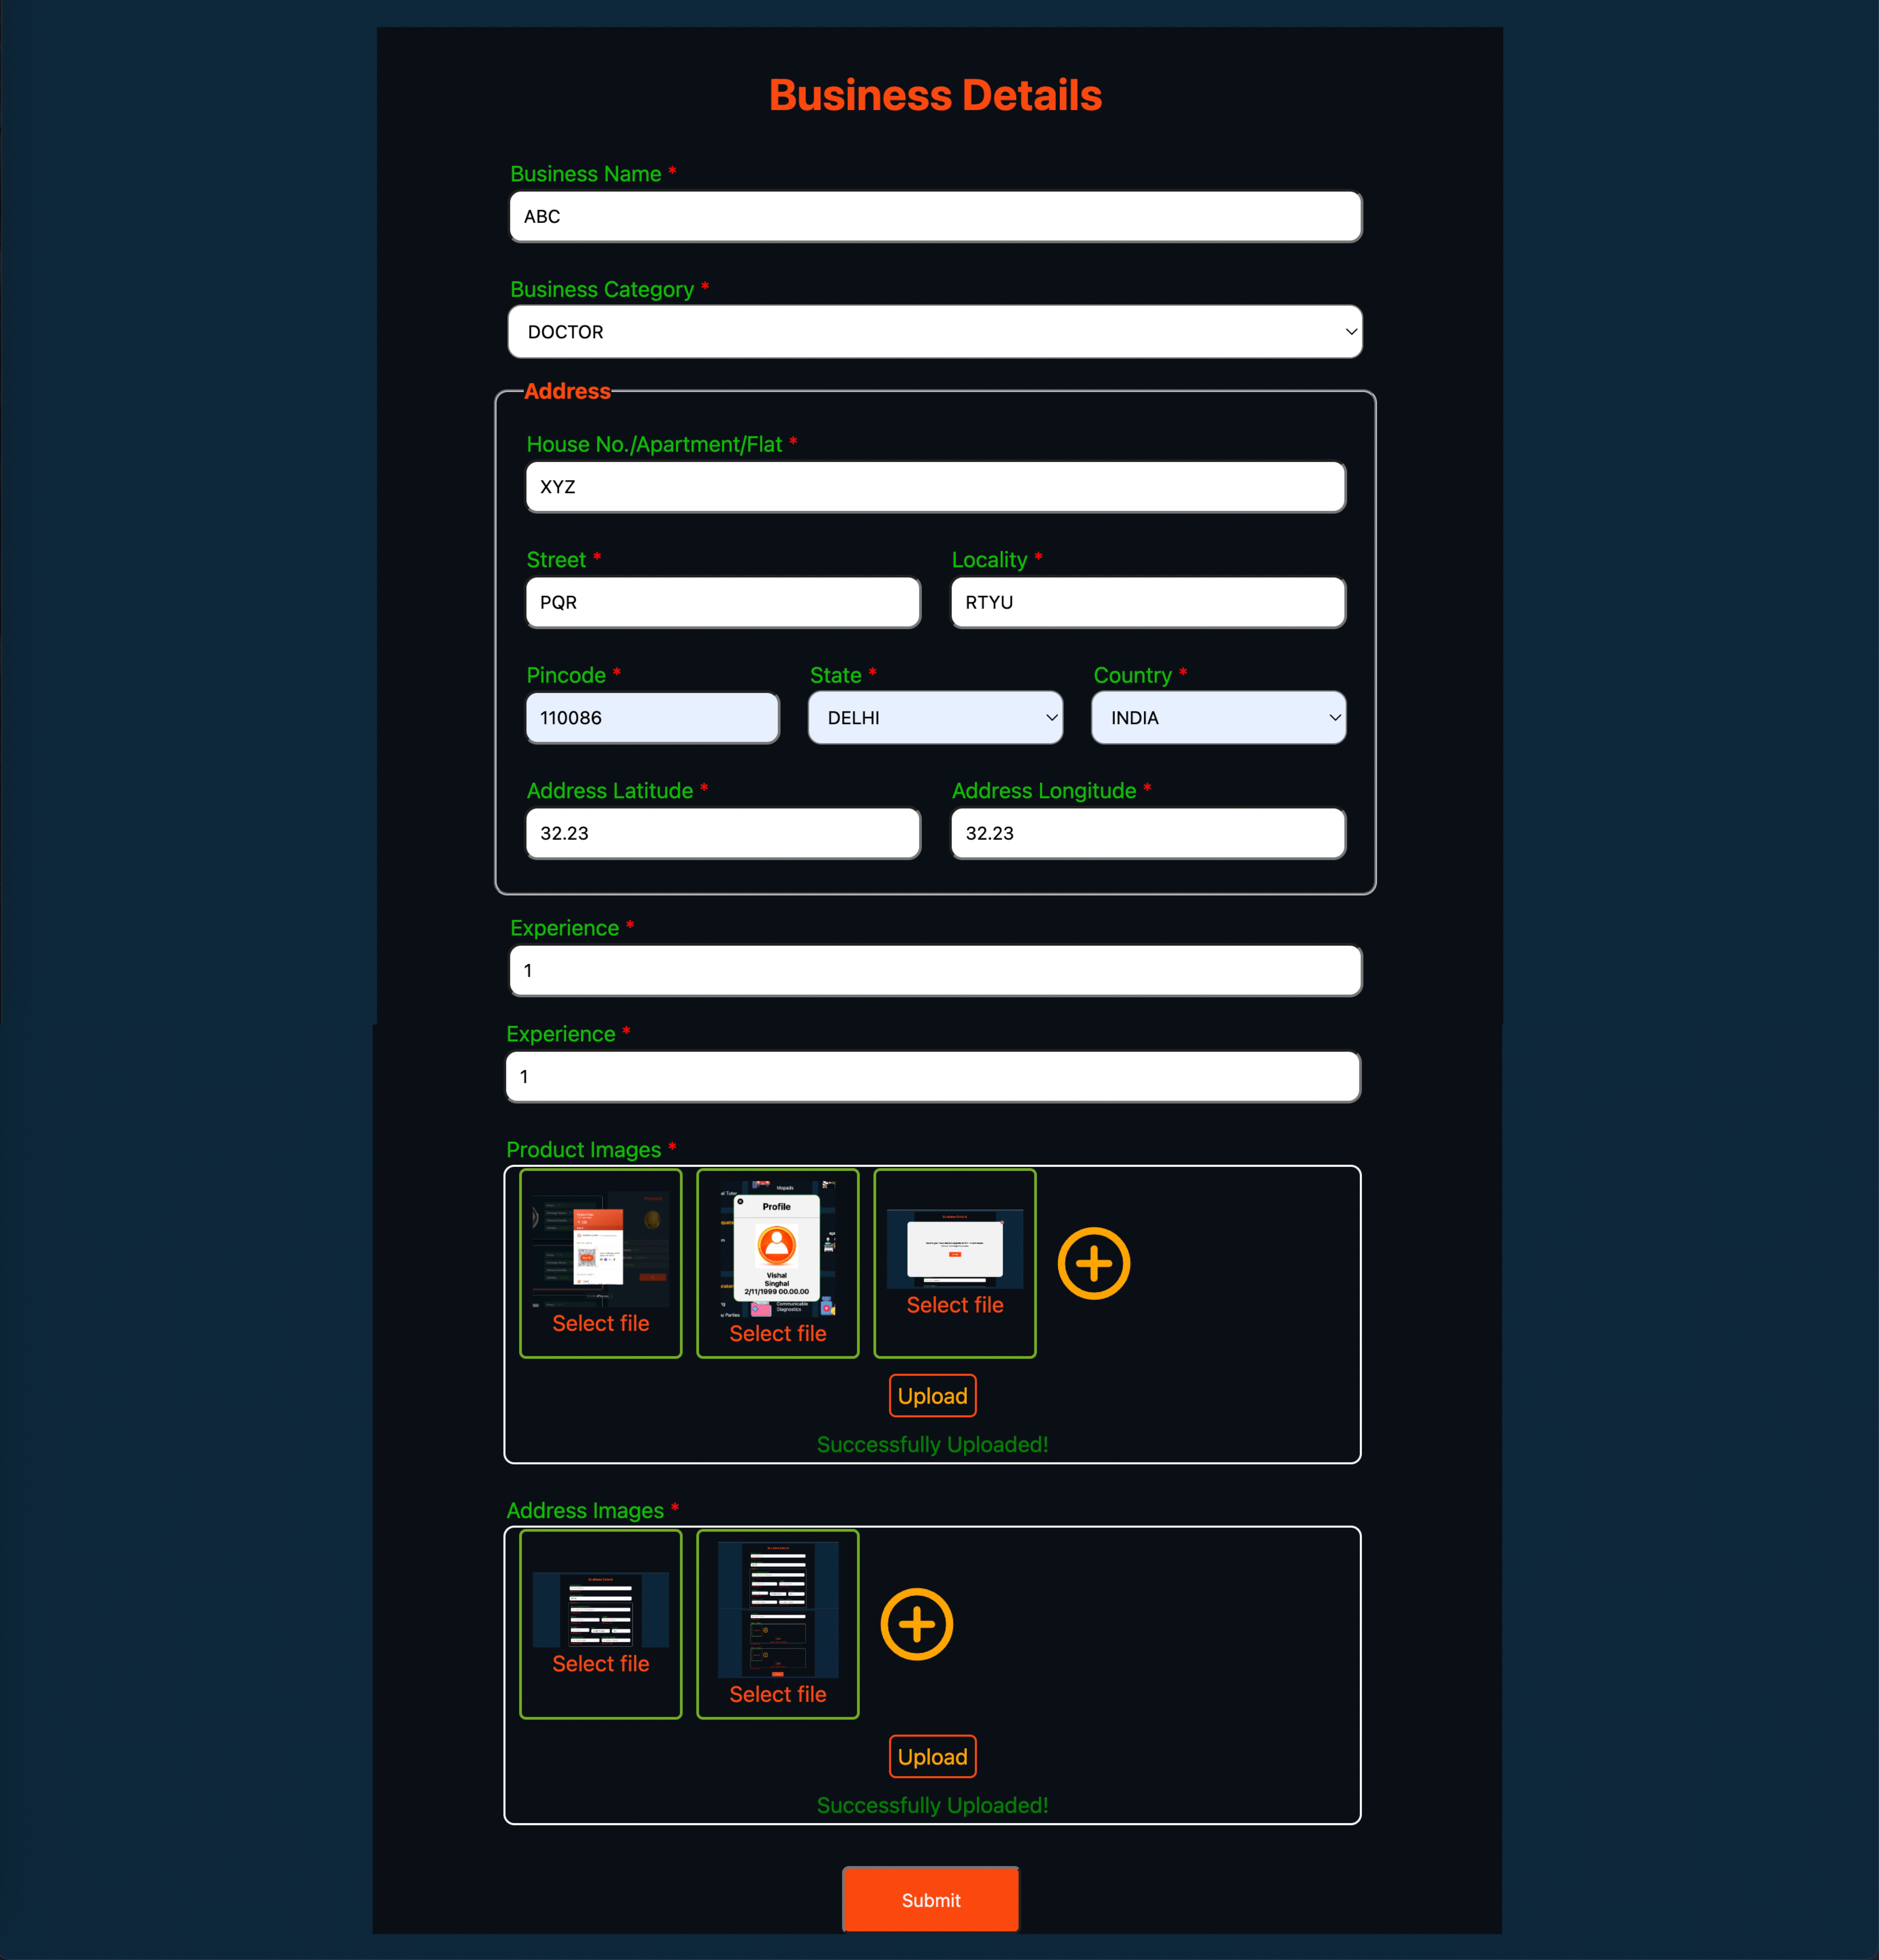 Business Details
Business Name *
ABC
Business Category *
DOCTOR
Address
House No./Apartment/Flat *
XYZ
Street * Locality *
PQR RTYU
Pincode * State * Country *
110086 DELHI INDIA
Address Latitude * Address Longitude *
32.23 32.23
Experience *
1
Experience *
1
Product Images *
Mopads
Profile
Vishal
Singhal
2/11/1999 00.00.00
Communicable
Diagnostics
Select file Select file Select file
Upload
Successfully Uploaded!
Address Images *
Select file Select file
Upload
Successfully Uploaded!
Submit